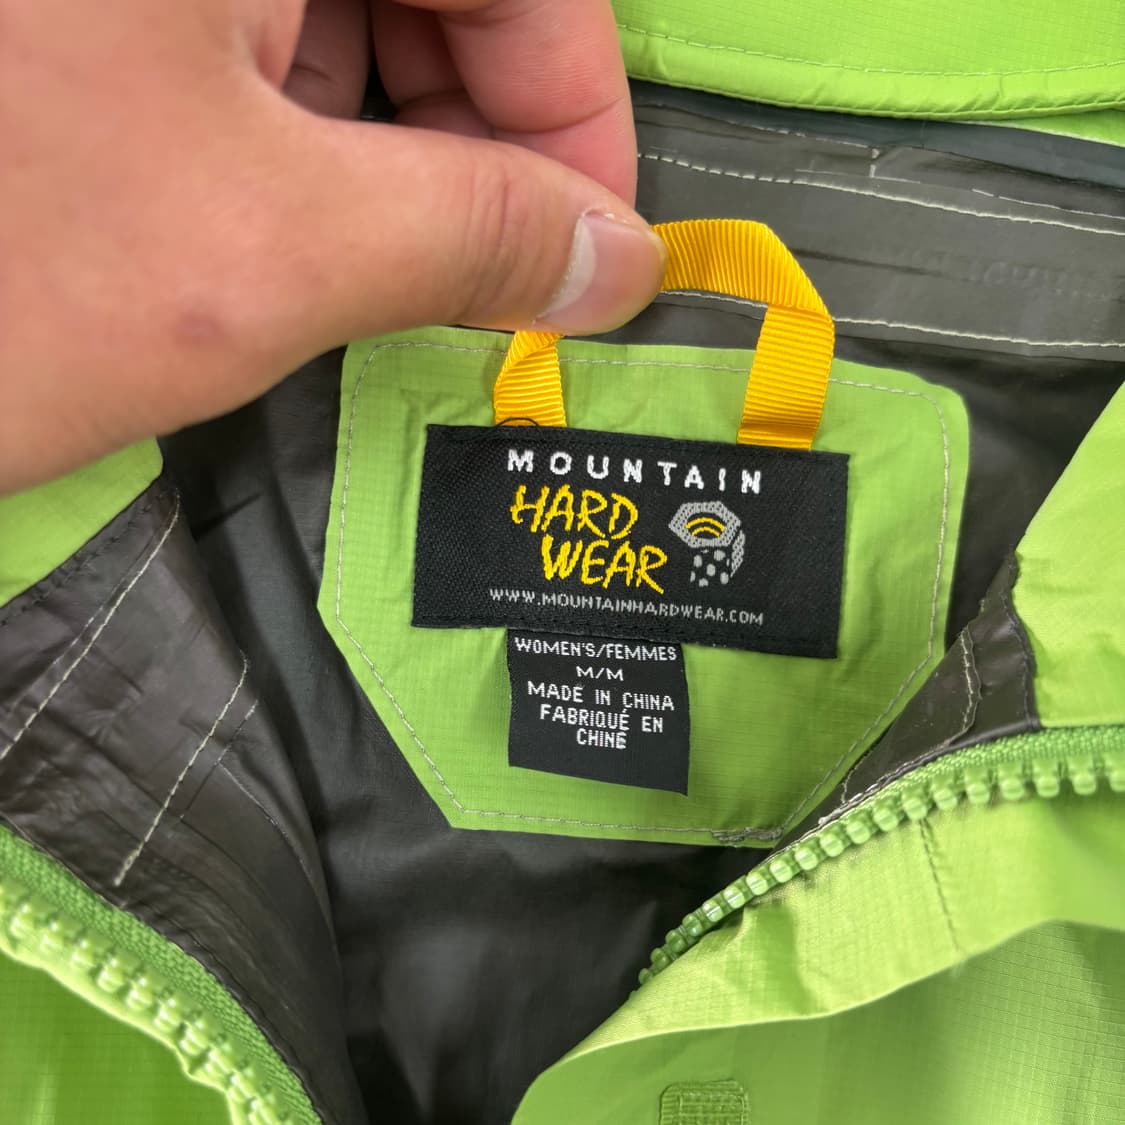 MOUNTAIN
HARD
WEAR
WWW.MOUNTAINHARDWEAR.COM
WOMEN'S/FEMMES
M/M
MADE IN CHINA
FABRIQUÉ EN
CHINE